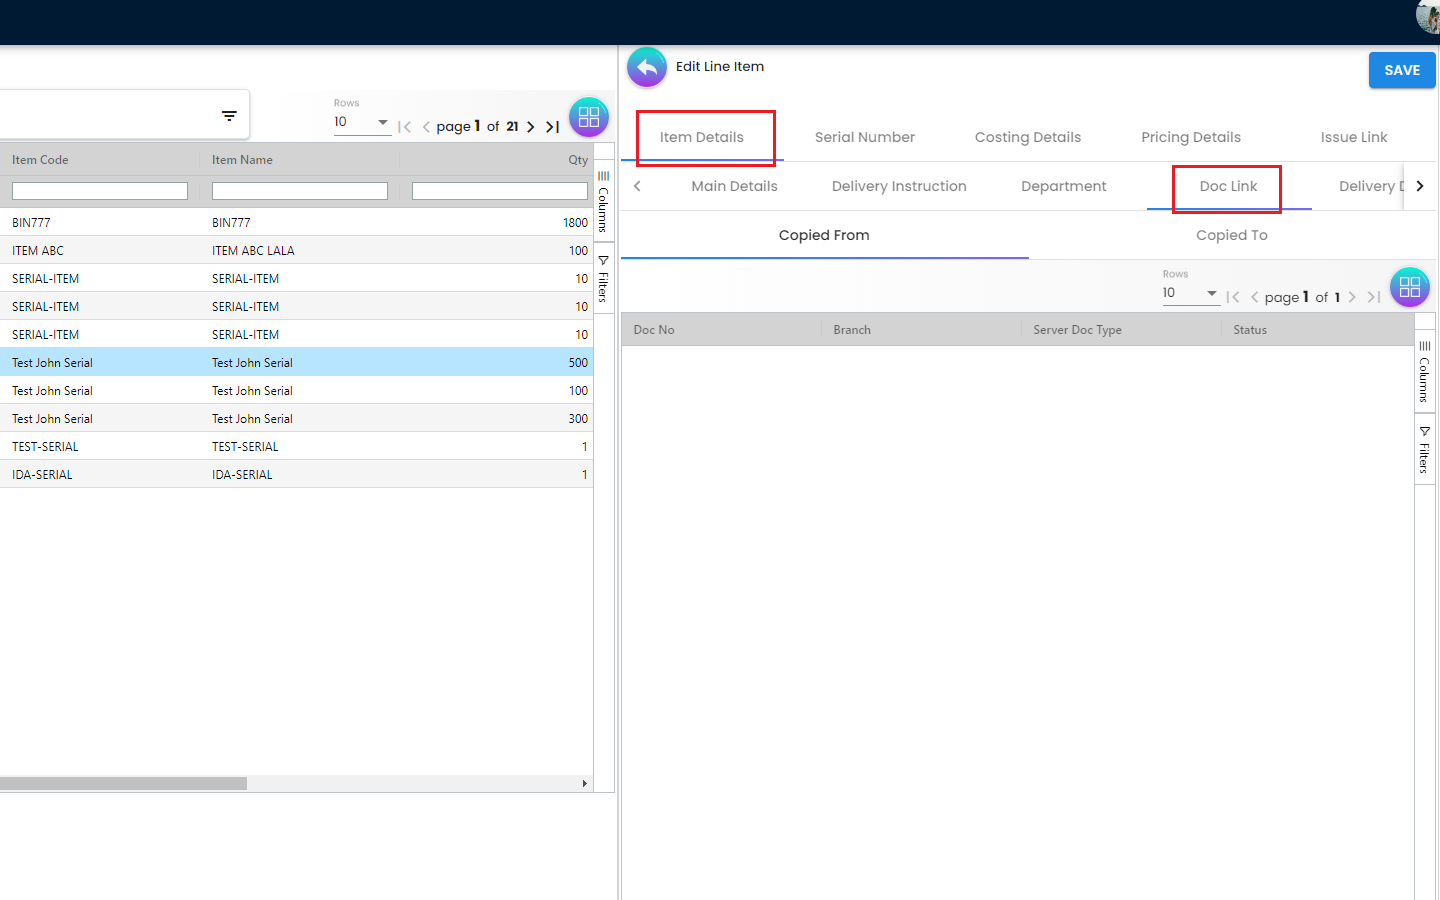 Edit Line Item
SAVE
Rows
10
page 1 of 21
Item Details
Serial Number
Costing Details
Pricing Details
Issue Link
Item Code
Item Name
Qty
Main Details
Delivery Instruction
Department
Doc Link
Delivery D
Columns
Filters
BIN777 BIN777 1800
ITEM ABC ITEM ABC LALA 100
SERIAL-ITEM SERIAL-ITEM 10
SERIAL-ITEM SERIAL-ITEM 10
SERIAL-ITEM SERIAL-ITEM 10
Test John Serial Test John Serial 500
Test John Serial Test John Serial 100
Test John Serial Test John Serial 300
TEST-SERIAL TEST-SERIAL 1
IDA-SERIAL IDA-SERIAL 1
Copied From
Copied To
Rows
10
page 1 of 1
Doc No
Branch
Server Doc Type
Status
Columns
Filters